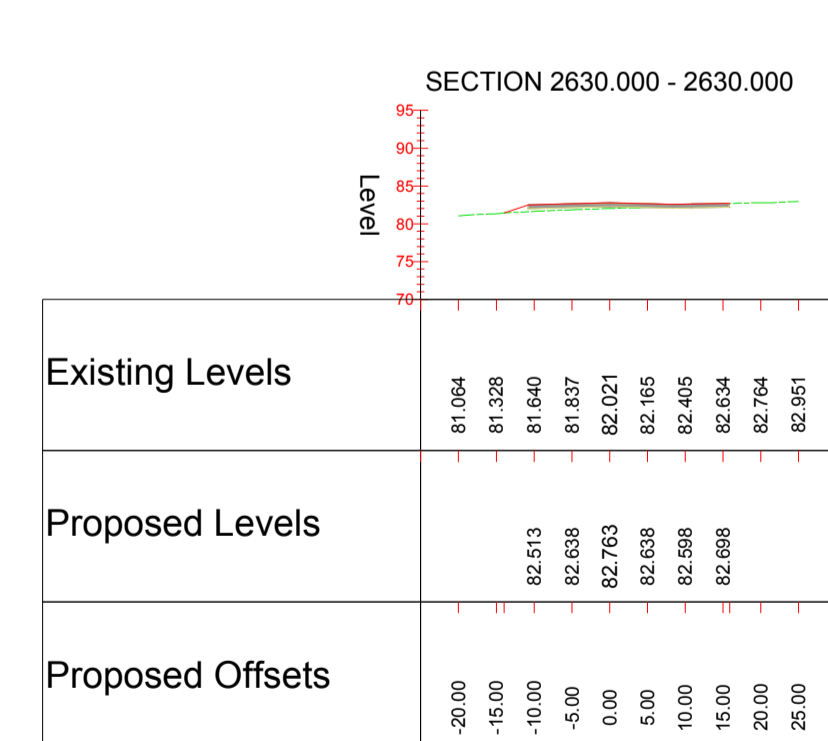 SECTION 2630.000 - 2630.000
95
90
85
80
75
70
Level
Existing Levels
81.064 81.328 81.640 81.837 82.021 82.165 82.405 82.634 82.764 82.951
Proposed Levels
82.513 82.638 82.763 82.638 82.598 82.698
Proposed Offsets
-20.00 -15.00 -10.00 -5.00 0.00 5.00 10.00 15.00 20.00 25.00